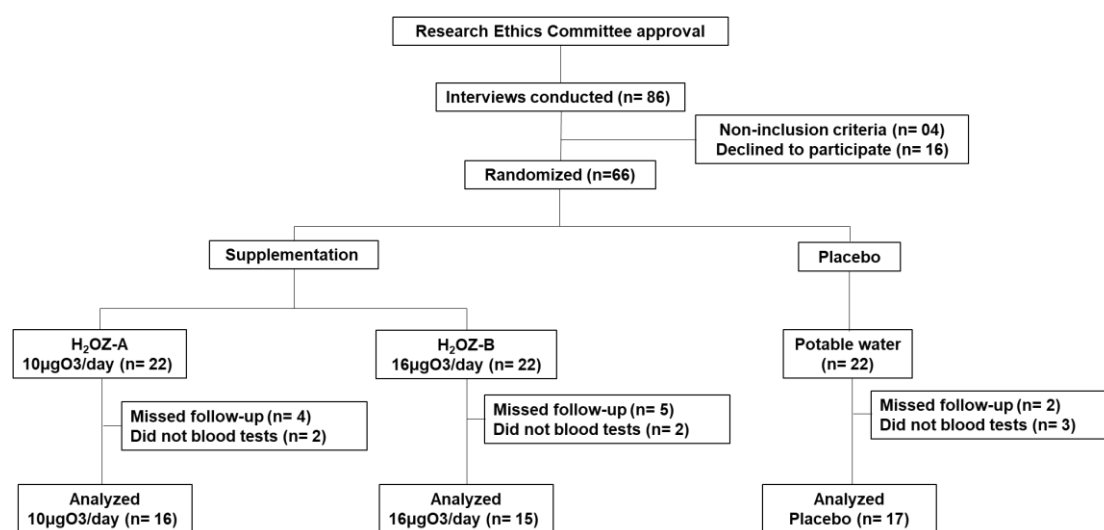 Research Ethics Committee approval
Interviews conducted (n= 86)
Non-inclusion criteria (n= 04)
Declined to participate (n= 16)
Randomized (n=66)
Supplementation
Placebo
H₂OZ-A
10µgO3/day (n= 22)
H₂OZ-B
16µgO3/day (n= 22)
Potable water
(n= 22)
Missed follow-up (n= 4)
Did not blood tests (n= 2)
Missed follow-up (n= 5)
Did not blood tests (n= 2)
Missed follow-up (n= 2)
Did not blood tests (n= 3)
Analyzed
10µgO3/day (n= 16)
Analyzed
16µgO3/day (n= 15)
Analyzed
Placebo (n= 17)